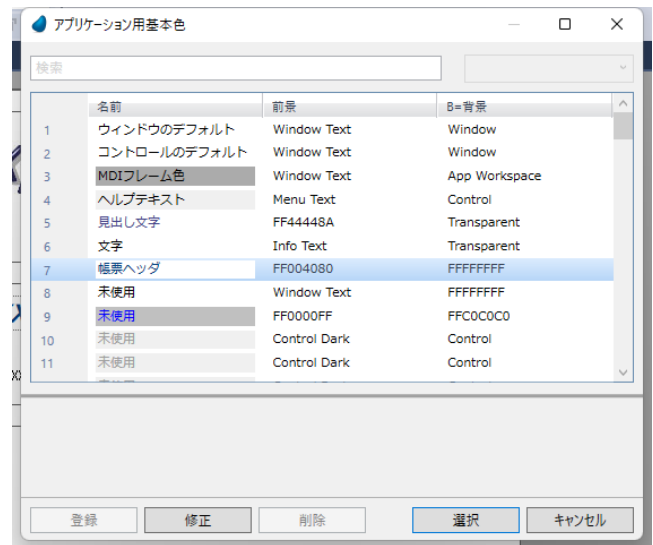 アプリケーション用基本色
検索
名前 前景 B=背景
1 ウィンドウのデフォルト Window Text Window
2 コントロールのデフォルト Window Text Window
3 MDIフレーム色 Window Text App Workspace
4 ヘルプテキスト Menu Text Control
5 見出し文字 FF44448A Transparent
6 文字 Info Text Transparent
7 帳票ヘッダ FF004080 FFFFFFFF
8 未使用 Window Text FFFFFFFF
9 未使用 FF0000FF FFC0C0C0
10 未使用 Control Dark Control
11 未使用 Control Dark Control
登録 修正 削除 選択 キャンセル